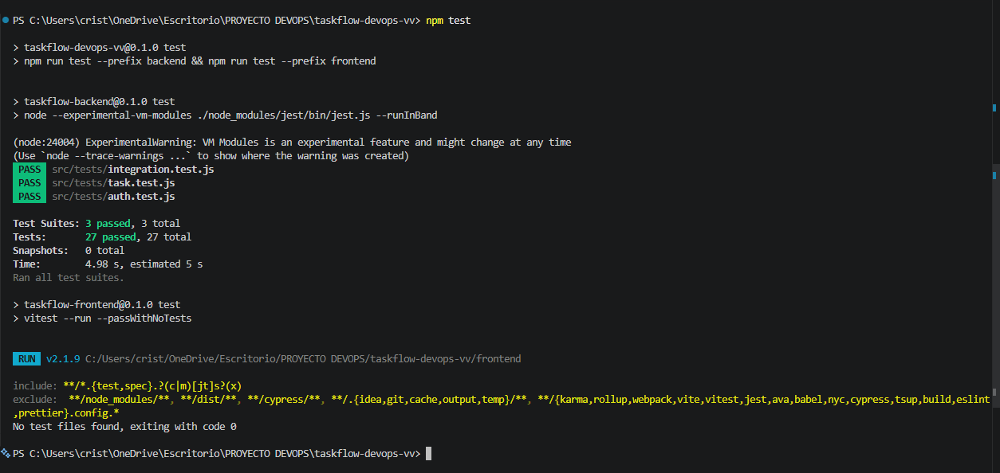 PS C:\Users\crist\OneDrive\Escritorio\PROYECTO DEVOPS\taskflow-devops-vv> npm test
> taskflow-devops-vv@0.1.0 test
> npm run test --prefix backend && npm run test --prefix frontend
> taskflow-backend@0.1.0 test
> node --experimental-vm-modules ./node_modules/jest/bin/jest.js --runInBand
(node:24004) ExperimentalWarning: VM Modules is an experimental feature and might change at any time
(Use `node --trace-warnings ...` to show where the warning was created)
PASS src/tests/integration.test.js
PASS src/tests/task.test.js
PASS src/tests/auth.test.js
Test Suites: 3 passed, 3 total
Tests: 27 passed, 27 total
Snapshots: 0 total
Time: 4.98 s, estimated 5 s
Ran all test suites.
> taskflow-frontend@0.1.0 test
> vitest --run --passWithNoTests
RUN v2.1.9 C:/Users/crist/OneDrive/Escritorio/PROYECTO DEVOPS/taskflow-devops-vv/frontend
include: **/*.{test,spec}.?(c|m)[jt]s?(x)
exclude: **/node_modules/**, **/dist/**, **/cypress/**, **/.{idea,git,cache,output,temp}/**, **/{karma,rollup,webpack,vite,vitest,jest,ava,babel,nyc,cypress,tsup,build,eslint
,prettier}.config.*
No test files found, exiting with code 0
PS C:\Users\crist\OneDrive\Escritorio\PROYECTO DEVOPS\taskflow-devops-vv>